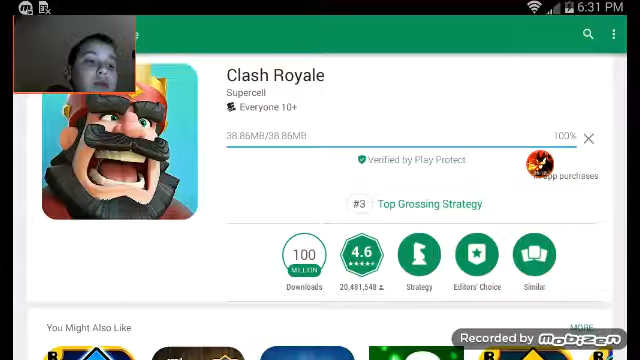 6:31 PM
Clash Royale
Supercell
Everyone 10+
38.86MB/38.86MB
100%
Verified by Play Protect
app purchases
#3
Top Grossing Strategy
100
MILLION
4.6
Downloads
20,481,548
Strategy
Editors' Choice
Similar
You Might Also Like
MORE
Recorded by
Mobizen